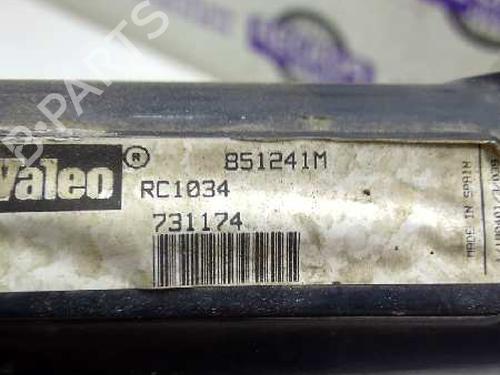 Valeo ® 851241M
RC1034
731174
MADE IN SPAIN
B-PARTS